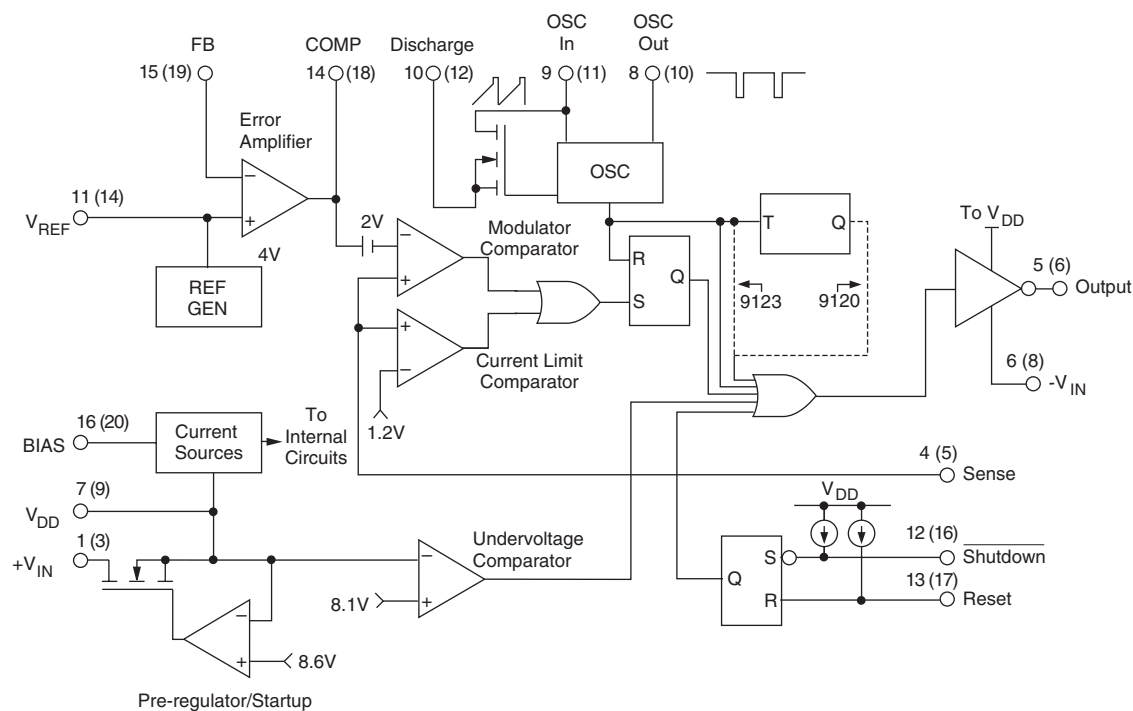 FB
15 (19)
COMP
14 (18)
Discharge
10 (12)
OSC
In
9 (11)
OSC
Out
8 (10)
Error
Amplifier
−
+
11 (14)
VREF
4V
REF
GEN
2V
−
+
Modulator
Comparator
+
−
Current Limit
Comparator
1.2V
OSC
R
S
Q
T
Q
9123
9120
To VDD
5 (6)
Output
6 (8)
-VIN
16 (20)
BIAS
Current
Sources
To
Internal
Circuits
7 (9)
VDD
1 (3)
+VIN
−
+
8.6V
Pre-regulator/Startup
−
+
8.1V
Undervoltage
Comparator
4 (5)
Sense
VDD
Q
S
R
12 (16)
Shutdown
13 (17)
Reset